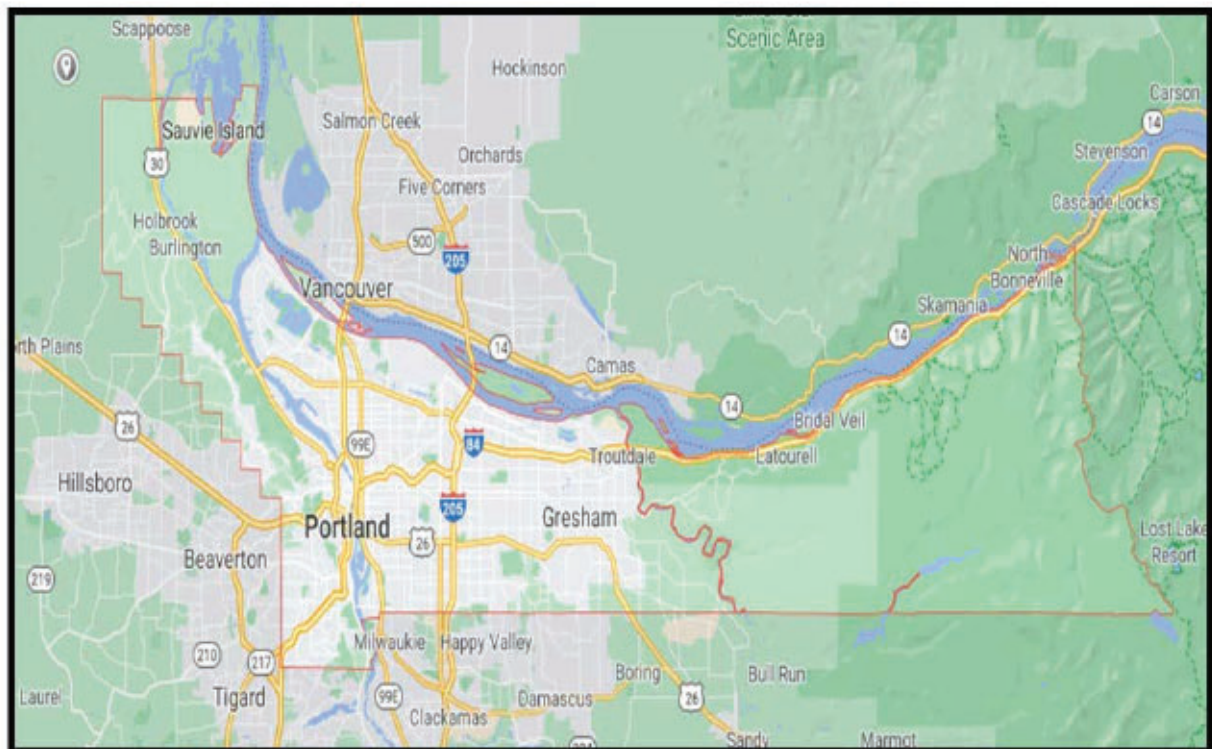 Scappoose
Scenic Area
Hockinson
Carson
14
Sauvie Island
Salmon Creek
Stevenson
30
Orchards
Five Corners
Cascade Locks
Holbrook
Burlington
500
205
North
Bonneville
Vancouver
Skamania
14
14
Camas
14
Bridal Veil
26
99E
84
Troutdale
Latourell
Hillsboro
205
Portland
Gresham
Lost Lake
Resort
26
Beaverton
219
Milwaukie
Happy Valley
210
217
Boring
Bull Run
Laurel
Tigard
99E
Damascus
26
Clackamas
Sandy
Marmot